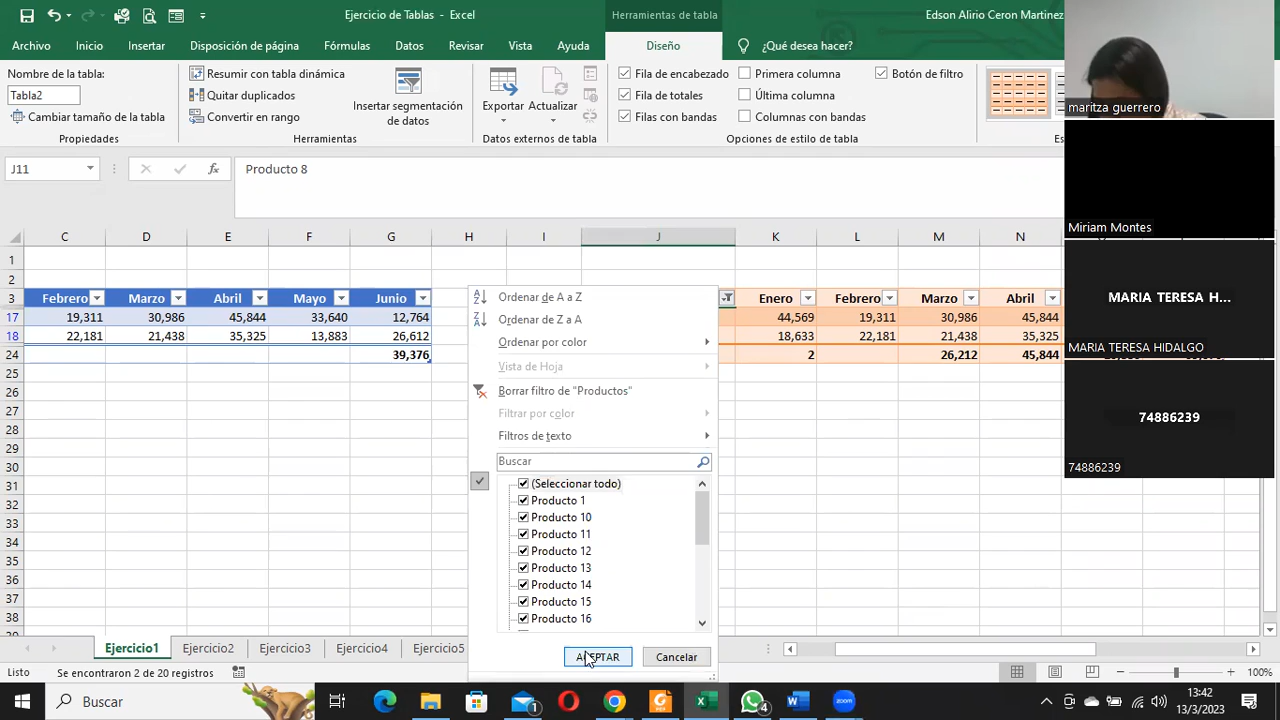 Ejercicio de Tablas - Excel
Herramientas de tabla
Edson Alirio Ceron Martinez
Archivo Inicio Insertar Disposición de página Fórmulas Datos Revisar Vista Ayuda Diseño ¿Qué desea hacer?
Nombre de la tabla:
Tabla2
Cambiar tamaño de la tabla
Propiedades
Resumir con tabla dinámica
Quitar duplicados
Convertir en rango
Insertar segmentación
de datos
Herramientas
Exportar Actualizar
Datos externos de tabla
Fila de encabezado Primera columna Botón de filtro
Fila de totales Última columna
Filas con bandas Columnas con bandas
Opciones de estilo de tabla
maritza guerrero
Miriam Montes
MARIA TERESA H...
MARIA TERESA HIDALGO
74886239
74886239
J11 fx Producto 8
C D E F G H I J K L M N
1
2
3 Febrero Marzo Abril Mayo Junio Enero Febrero Marzo Abril
17 19,311 30,986 45,844 33,640 12,764 44,569 19,311 30,986 45,844
18 22,181 21,438 35,325 13,883 26,612 18,633 22,181 21,438 35,325
24 39,376 2 26,212 45,844
25
26
27
28
29
30
31
32
33
34
35
36
37
38
Ordenar de A a Z
Ordenar de Z a A
Ordenar por color
Vista de Hoja
Borrar filtro de "Productos"
Filtrar por color
Filtros de texto
Buscar
(Seleccionar todo)
Producto 1
Producto 10
Producto 11
Producto 12
Producto 13
Producto 14
Producto 15
Producto 16
ACEPTAR Cancelar
Ejercicio1 Ejercicio2 Ejercicio3 Ejercicio4 Ejercicio5
Listo Se encontraron 2 de 20 registros 100%
Buscar
1
4
zoom
13:42
13/3/2023